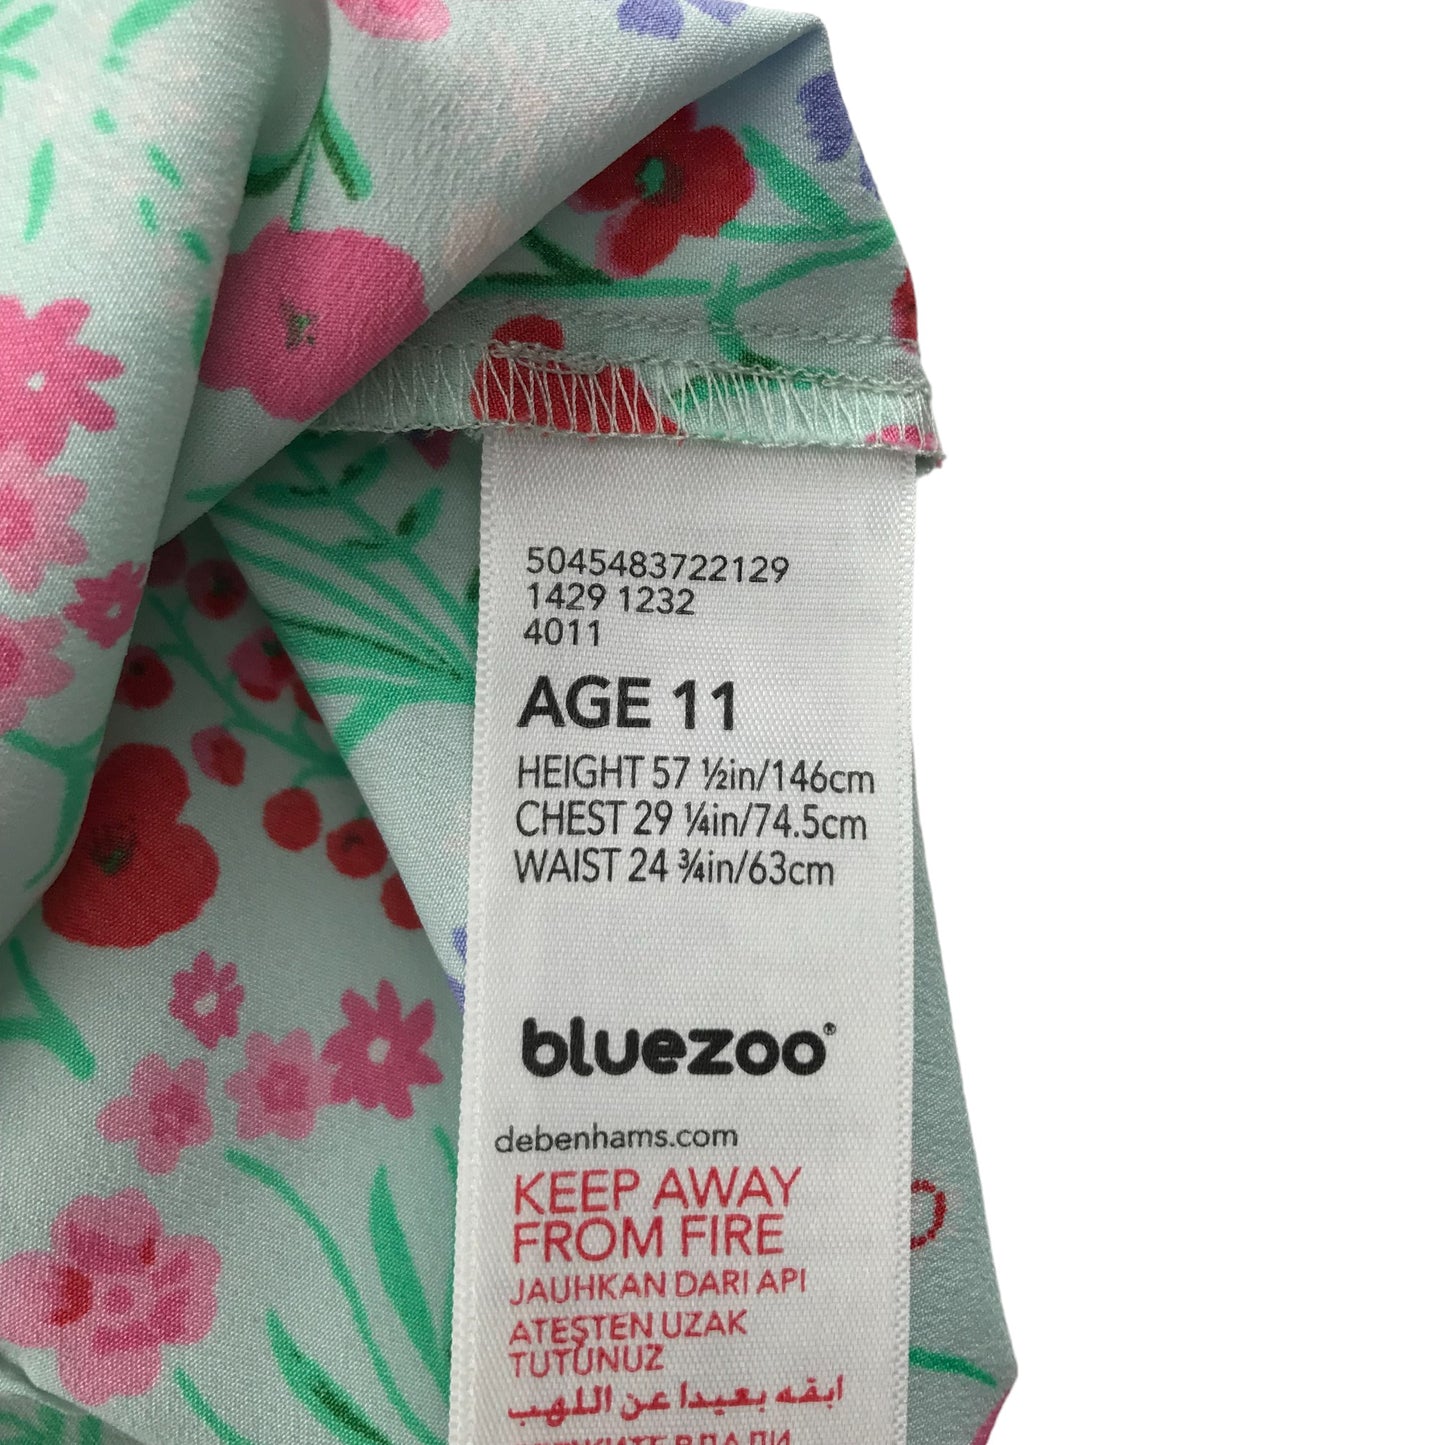 5045483722129
1429 1232
4011
AGE 11
HEIGHT 57 ½in/146cm
CHEST 29 ¼in/74.5cm
WAIST 24 ¾in/63cm
bluezoo®
debenhams.com
KEEP AWAY
FROM FIRE
JAUHKAN DARI API
ATEŞTEN UZAK
TUTUNUZ
ابقه بعيدا عن اللهب